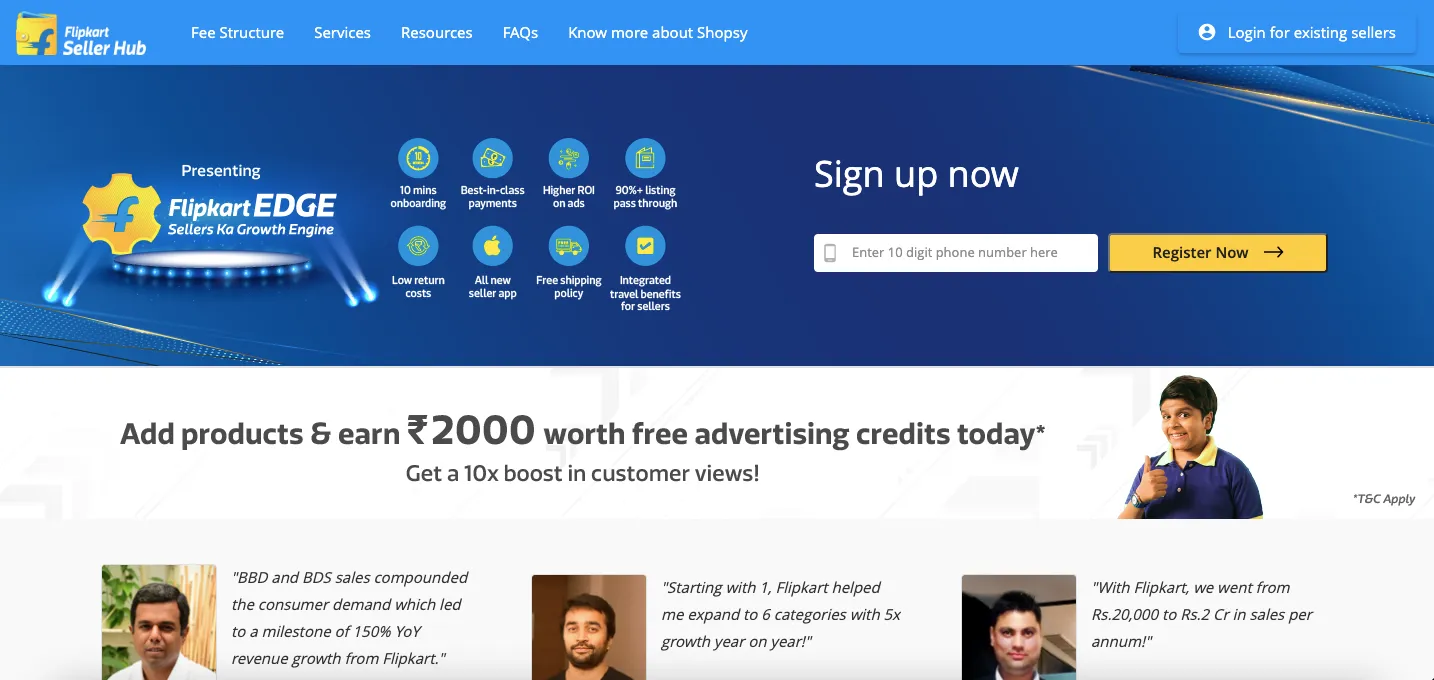 Flipkart
Seller Hub
Fee Structure
Services
Resources
FAQs
Know more about Shopsy
Login for existing sellers
Presenting
Flipkart EDGE
Sellers Ka Growth Engine
10
10 mins
onboarding
Best-in-class
payments
Higher ROI
on ads
90%+ listing
pass through
Low return
costs
All new
seller app
Free shipping
policy
Integrated
travel benefits
for sellers
Sign up now
Enter 10 digit phone number here
Register Now
Add products & earn ₹2000 worth free advertising credits today*
Get a 10x boost in customer views!
*T&C Apply
"BBD and BDS sales compounded
the consumer demand which led
to a milestone of 150% YoY
revenue growth from Flipkart."
"Starting with 1, Flipkart helped
me expand to 6 categories with 5x
growth year on year!"
"With Flipkart, we went from
Rs.20,000 to Rs.2 Cr in sales per
annum!"